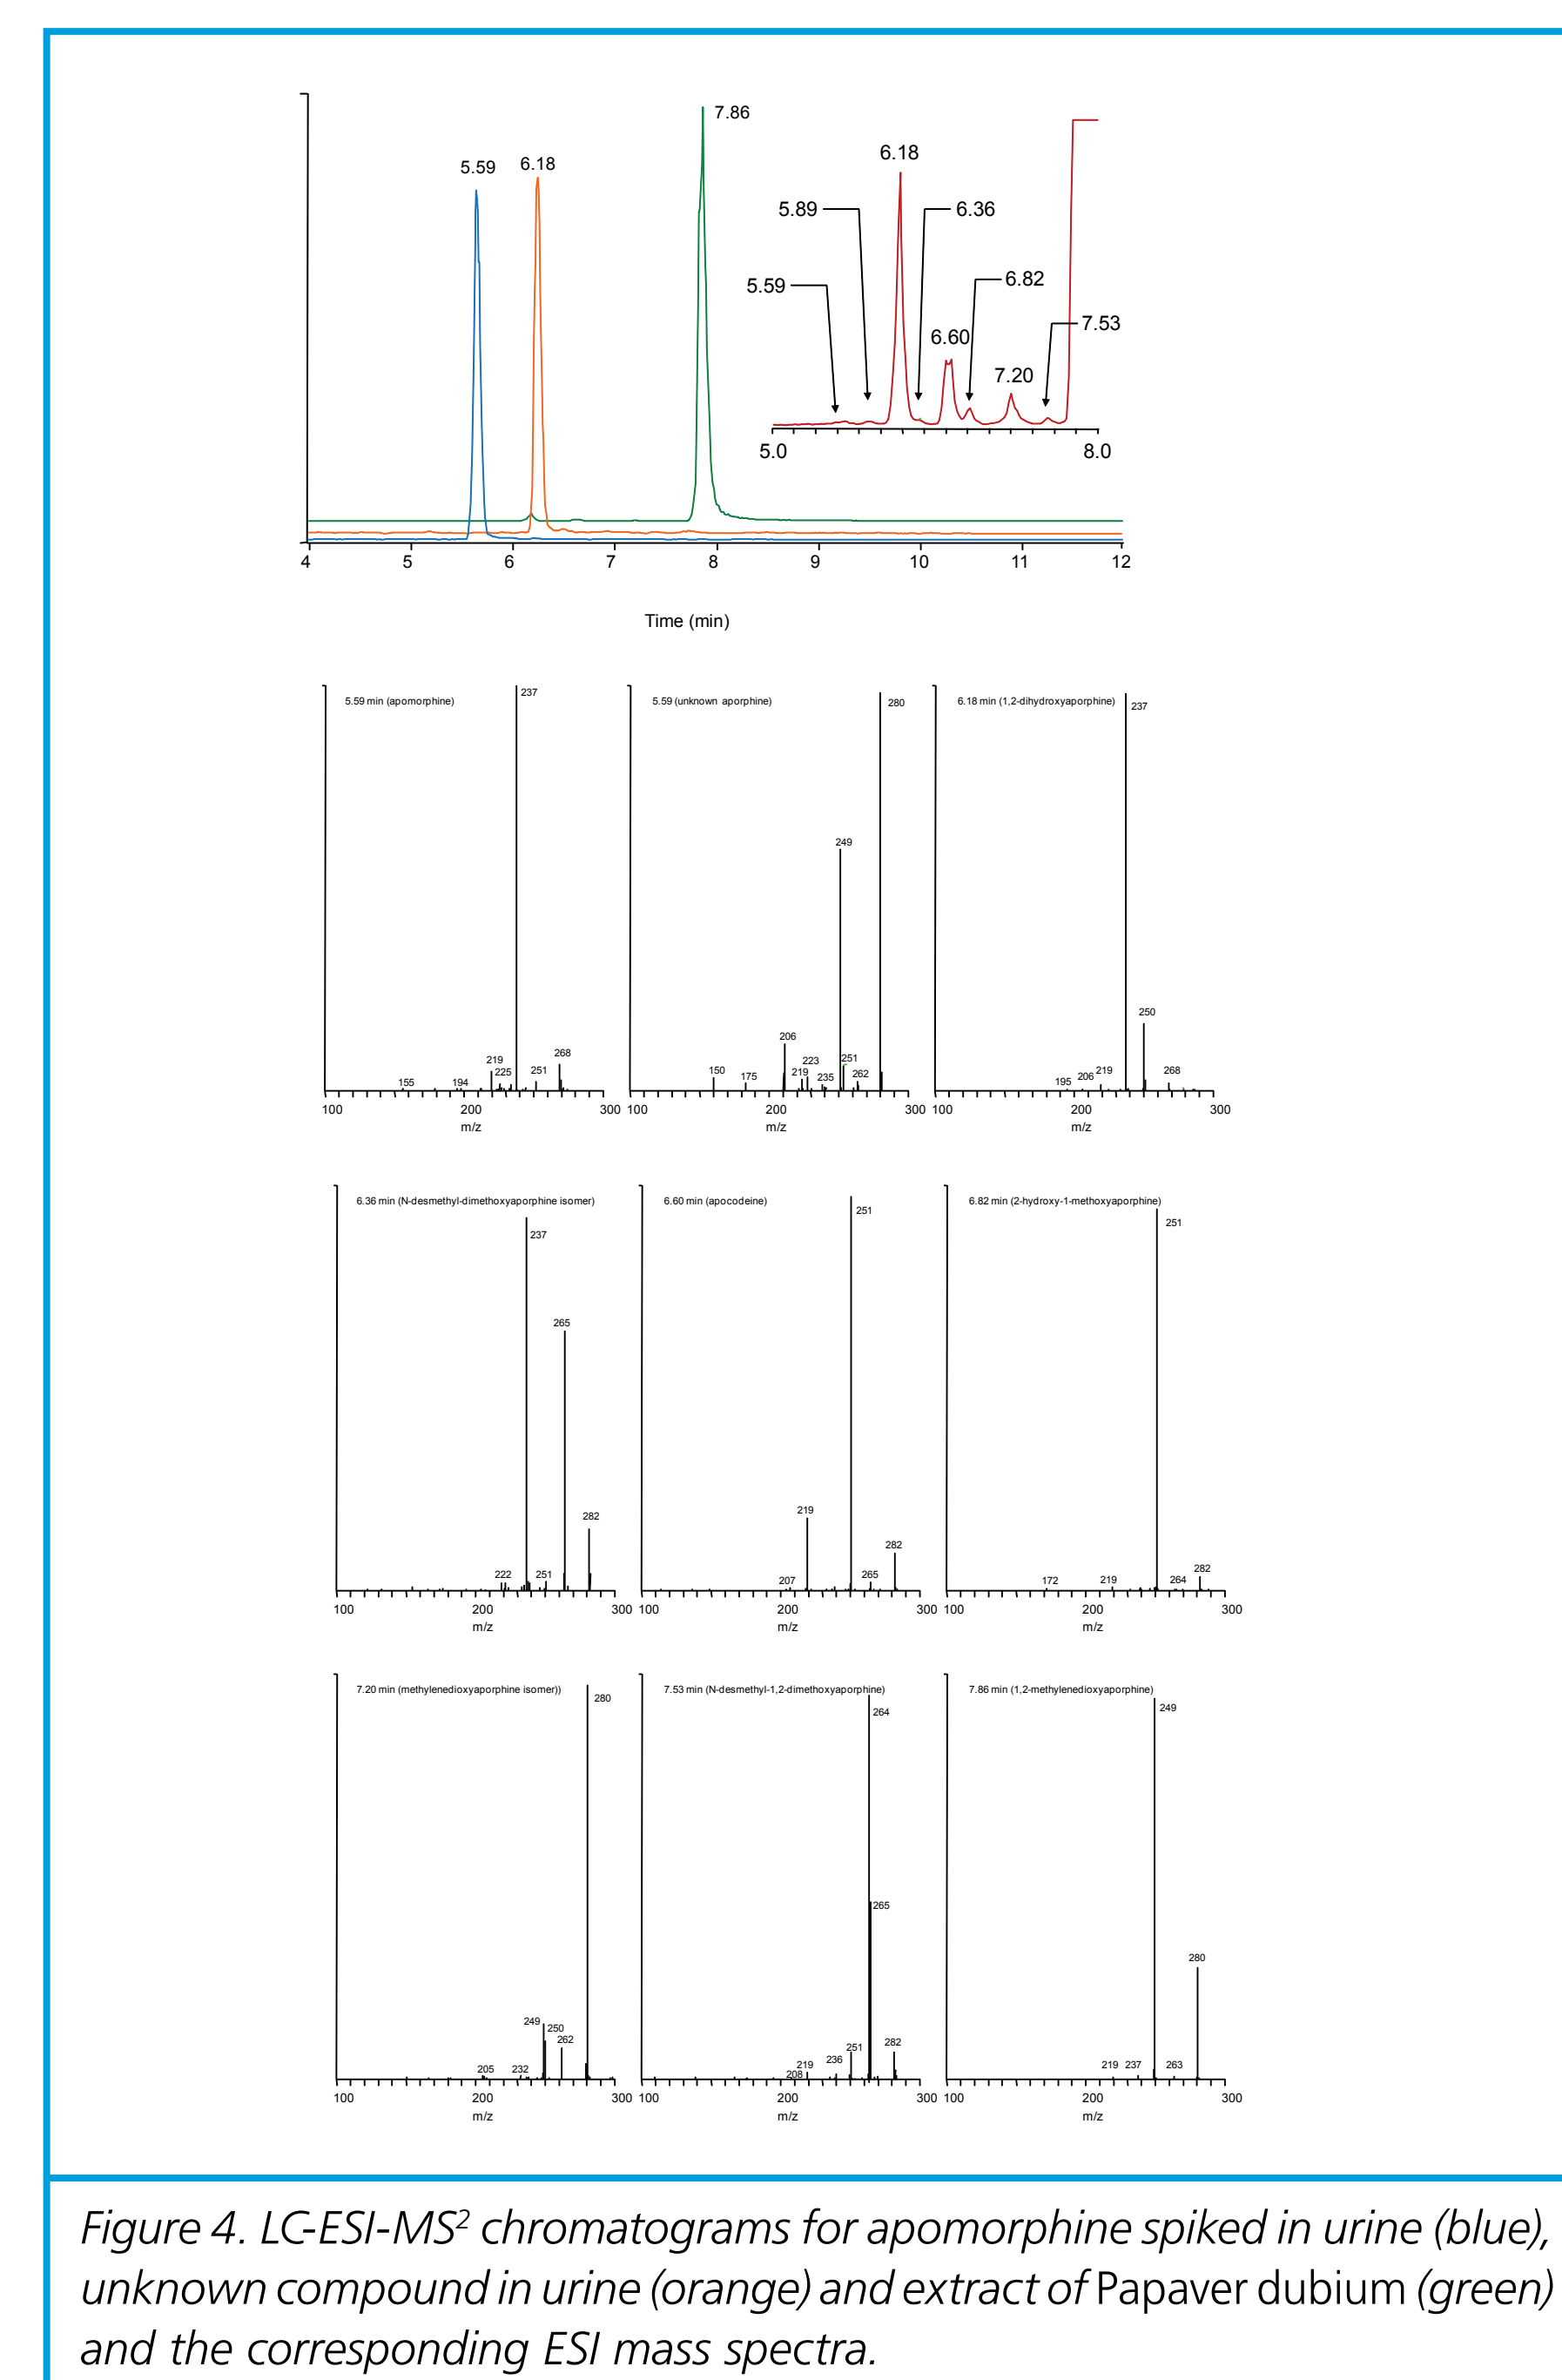 7.86
5.59
6.18
6.18
5.89
6.36
5.59
6.82
7.53
6.60
7.20
5.0
8.0
4 5 6 7 8 9 10 11 12
Time (min)
5.59 min (apomorphine)
237
219
225
251
268
155
194
100 200 300
m/z
5.59 (unknown aporphine)
280
249
206
223
251
150
175
219
235
262
100 200 300
m/z
6.18 min (1,2-dihydroxyaporphine)
237
250
195
206
219
268
100 200 300
m/z
6.36 min (N-desmethyl-dimethoxyaporphine isomer)
237
265
282
222
251
100 200 300
m/z
6.60 min (apocodeine)
251
219
282
207
265
100 200 300
m/z
6.82 min (2-hydroxy-1-methoxyaporphine)
251
172
219
264
282
100 200 300
m/z
7.20 min (methylenedioxyaporphine isomer))
280
249
250
262
205
232
100 200 300
m/z
7.53 min (N-desmethyl-1,2-dimethoxyaporphine)
264
265
251
282
236
219
208
100 200 300
m/z
7.86 min (1,2-methylenedioxyaporphine)
249
280
219
237
263
100 200 300
m/z
Figure 4. LC-ESI-MS² chromatograms for apomorphine spiked in urine (blue),
unknown compound in urine (orange) and extract of Papaver dubium (green)
and the corresponding ESI mass spectra.